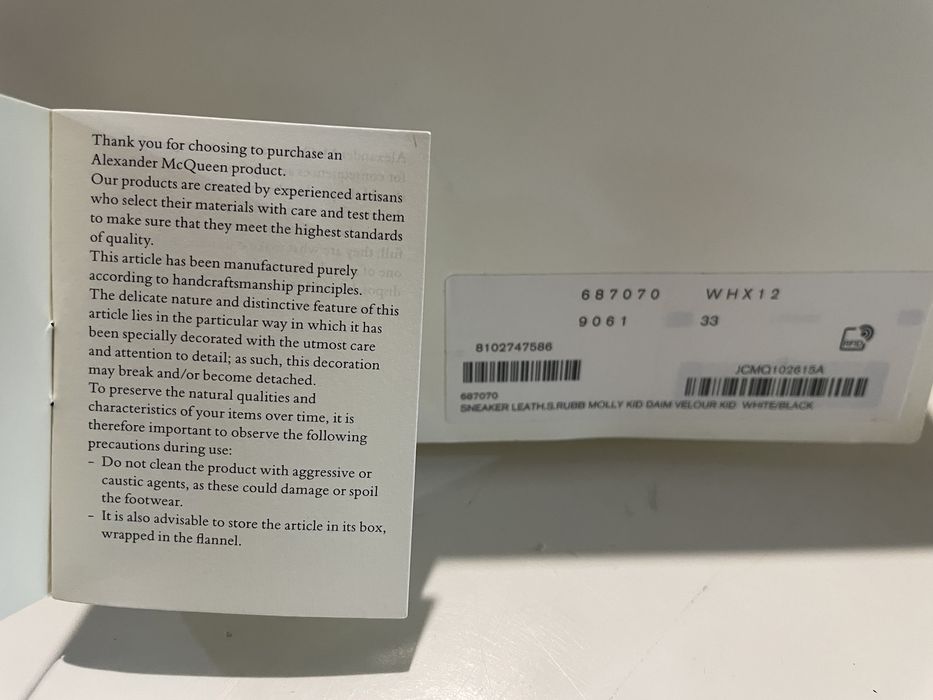 Thank you for choosing to purchase an
Alexander McQueen product.
Our products are created by experienced artisans
who select their materials with care and test them
to make sure that they meet the highest standards
of quality.
This article has been manufactured purely
according to handcraftsmanship principles.
The delicate nature and distinctive feature of this
article lies in the particular way in which it has
been specially decorated with the utmost care
and attention to detail; as such, this decoration
may break and/or become detached.
To preserve the natural qualities and
characteristics of your items over time, it is
therefore important to observe the following
precautions during use:
- Do not clean the product with aggressive or
caustic agents, as these could damage or spoil
the footwear.
- It is also advisable to store the article in its box,
wrapped in the flannel.
687070 WHX12
9061 33
RFID
8102747586
JCMQ102615A
687070
SNEAKER LEATH.S.RUBB MOLLY KID DAIM VELOUR KID WHITE/BLACK